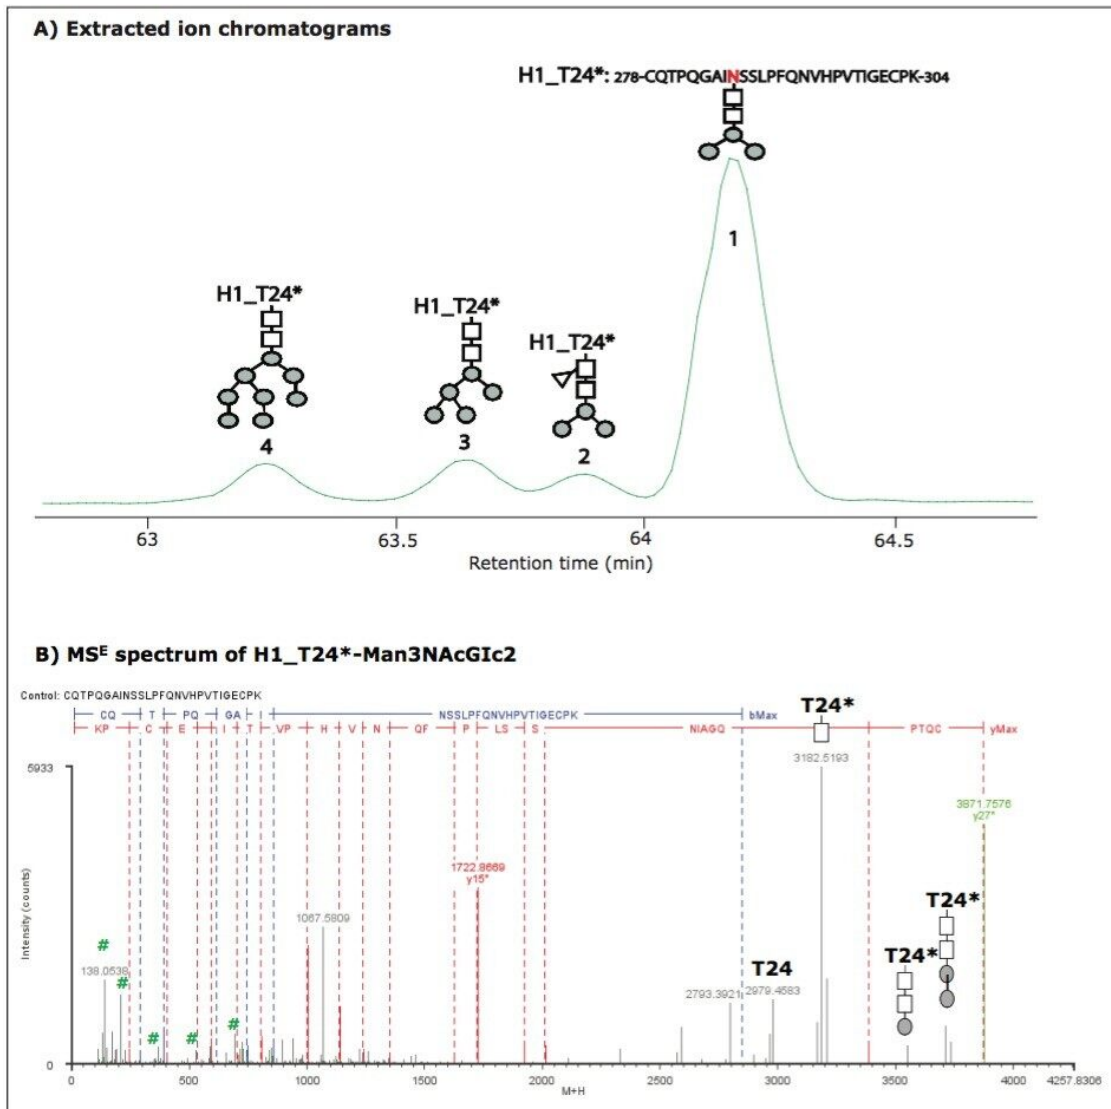 A) Extracted ion chromatograms
H1_T24*: 278-CQTPQGAINSSLPFQNVHPVTIGECPK-304
1
H1_T24*
4
H1_T24*
3
H1_T24*
2
63
63.5
64
64.5
Retention time (min)
B) MSE spectrum of H1_T24*-Man3NAcGlc2
Control: CQTPQGAINSSLPFQNVHPVTIGECPK
CQ T PQ GA I NSSLPFQNVHPVTIGECPK bMax
KP C E I T VP H V N QF P LS S NIAGQ PTQC yMax
T24*
3182.5193
5933
3871.7576
y27"
1722.8669
y15"
1067.5809
T24*
T24*
T24
2979.4583
2793.3921
#
138.0538
#
#
#
#
Intensity (counts)
0
0
500
1000
1500
2000
2500
3000
3500
4000
4257.8306
M+H